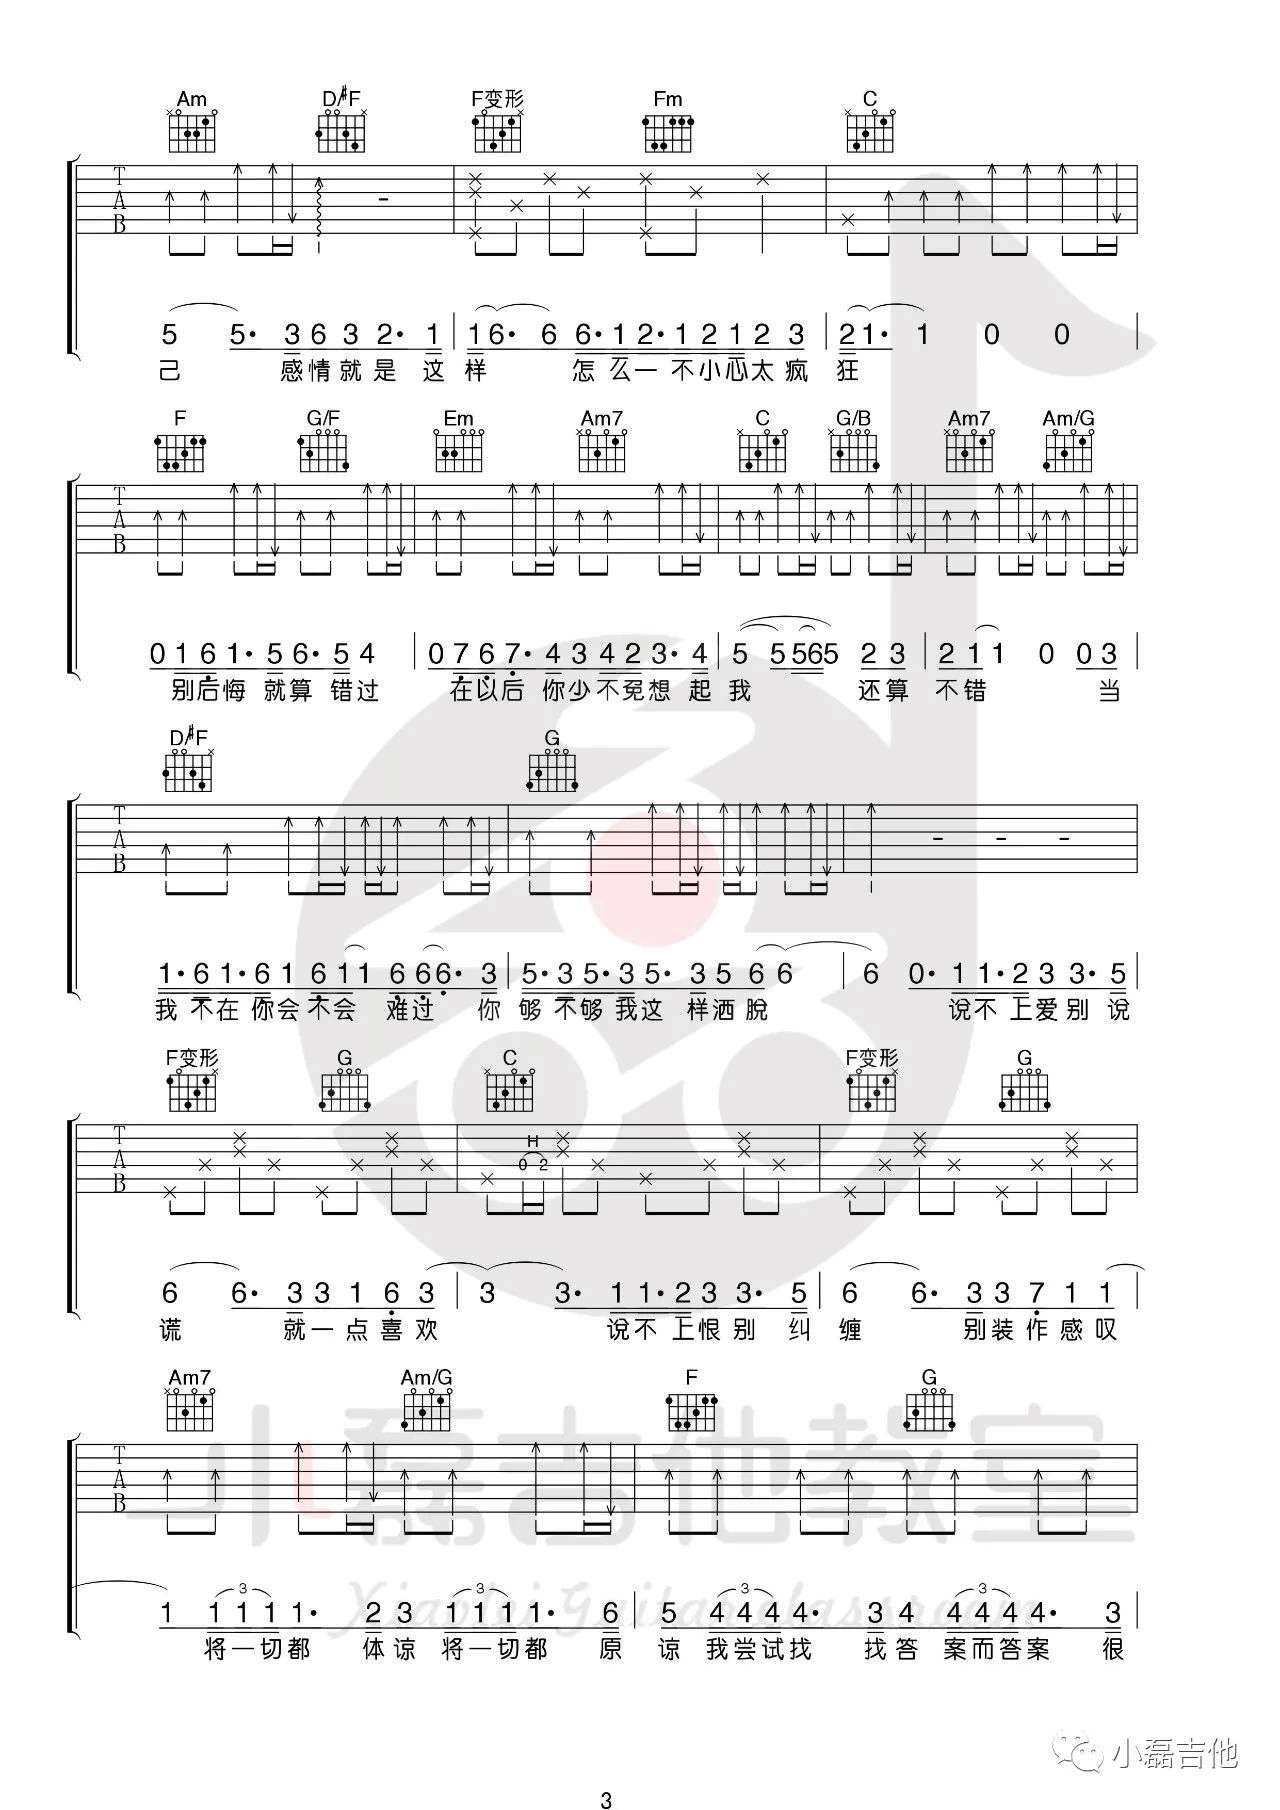 Am D/#F F变形 Fm C
T A B
5 5· 3 6 3 2· 1 | 1 6· 6 6· 1 2· 1 2 1 2 3 | 2 1· 1 0 0 |
己 感情就是 这样 怎么一不小心太疯 狂
F G/F Em Am7 C G/B Am7 Am/G
T A B
0 1 6 1· 5 6· 5 4 | 0 7 6 7· 4 3 4 2 3· 4 | 5 5 5 6 5 2 3 | 2 1 1 0 0 3 |
别后悔 就算 错过 在以后 你少不冕想 起 我 还算 不错 当
D/#F G
T A B
1· 6 1· 6 1 6 1 1 6 6 6· 3 | 5· 3 5· 3 5· 3 5 6 6 | 6 0· 1 1· 2 3 3· 5
我 不在 你会 不会 难过 你 够 不够 我这 样洒 脫 说不 上爱 别 说
F变形 G C F变形 G
T A B
H
0 2
6 6· 3 3 1 6 3 | 3 3· 1 1· 2 3 3· 5 | 6 6· 3 3 7 1 1
谎 就一点喜欢 说不 上恨别 纠 缠 别装作感叹
Am7 Am/G F G
T A B
3 3 3 3
1 1 1 1 1· 2 3 1 1 1 1· 6 | 5 4 4 4 4· 3 4 4 4 4 4· 3
将一切都 体谅 将一切都 原 谅 我尝试找 找答 案而答案 很
小磊吉他教室
Xiaolei Guitar classroom
小磊吉他
3